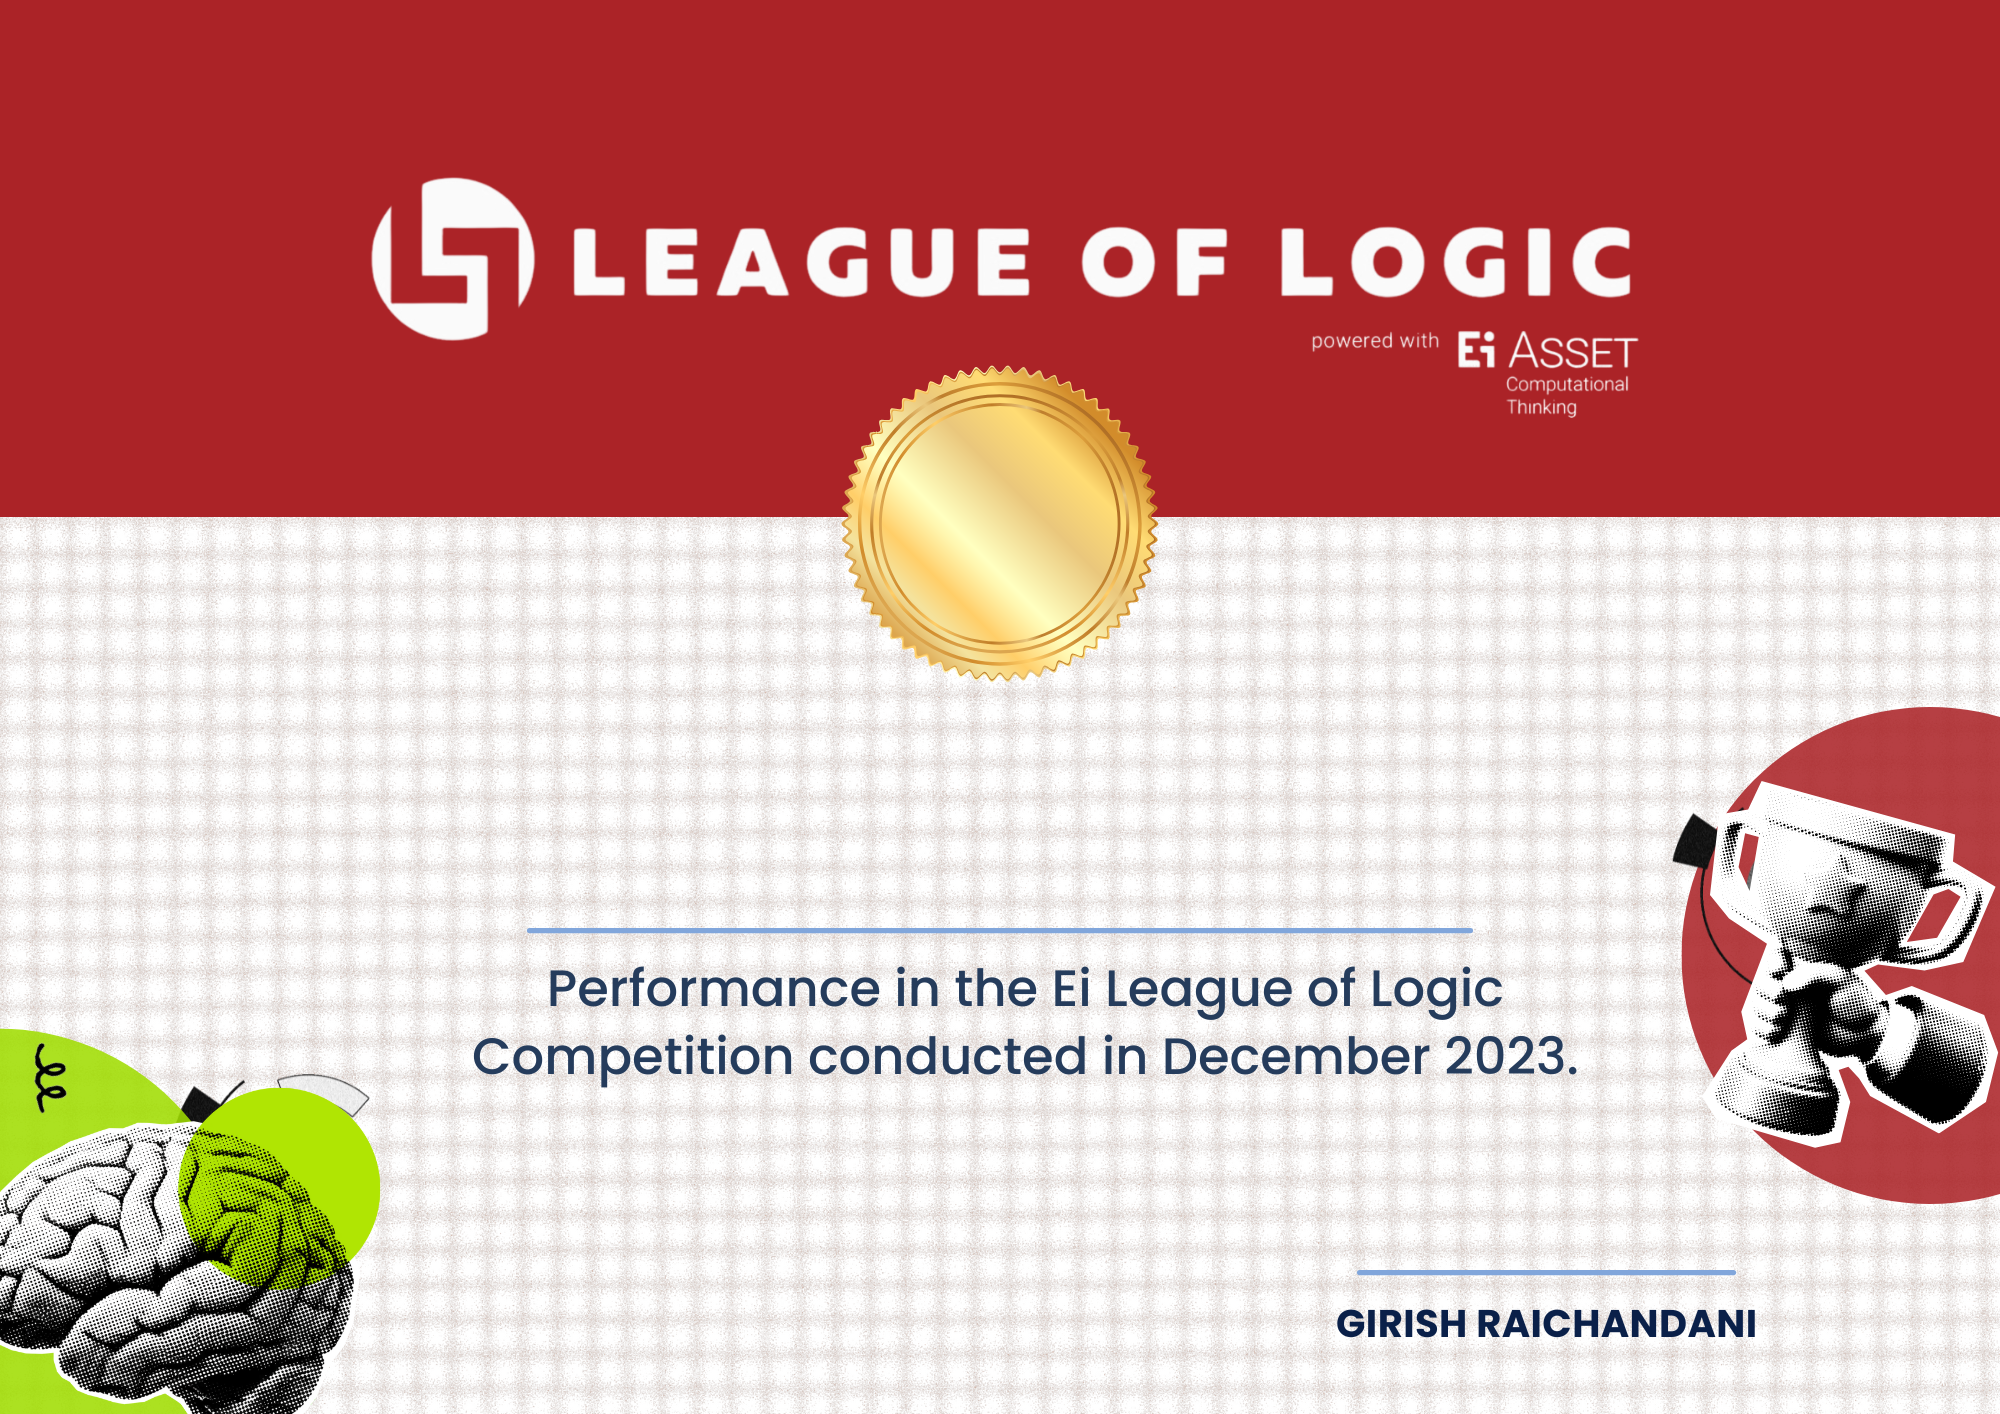 LEAGUE OF LOGIC
powered with Ei ASSET
Computational
Thinking
Performance in the Ei League of Logic
Competition conducted in December 2023.
GIRISH RAICHANDANI